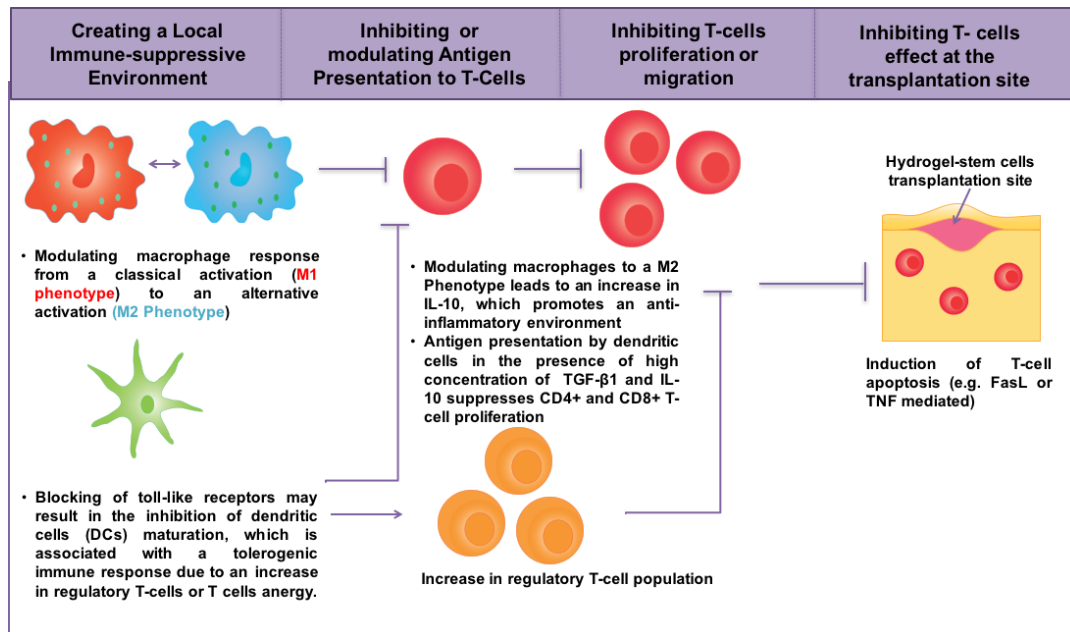 Creating a Local
Immune-suppressive
Environment
Inhibiting or
modulating Antigen
Presentation to T-Cells
Inhibiting T-cells
proliferation or
migration
Inhibiting T- cells
effect at the
transplantation site
• Modulating macrophage response
from a classical activation (M1
phenotype) to an alternative
activation (M2 Phenotype)
• Blocking of toll-like receptors may
result in the inhibition of dendritic
cells (DCs) maturation, which is
associated with a tolerogenic
immune response due to an increase
in regulatory T-cells or T cells anergy.
• Modulating macrophages to a M2
Phenotype leads to an increase in
IL-10, which promotes an anti-
inflammatory environment
• Antigen presentation by dendritic
cells in the presence of high
concentration of TGF-β1 and IL-
10 suppresses CD4+ and CD8+ T-
cell proliferation
Increase in regulatory T-cell population
Hydrogel-stem cells
transplantation site
Induction of T-cell
apoptosis (e.g. FasL or
TNF mediated)